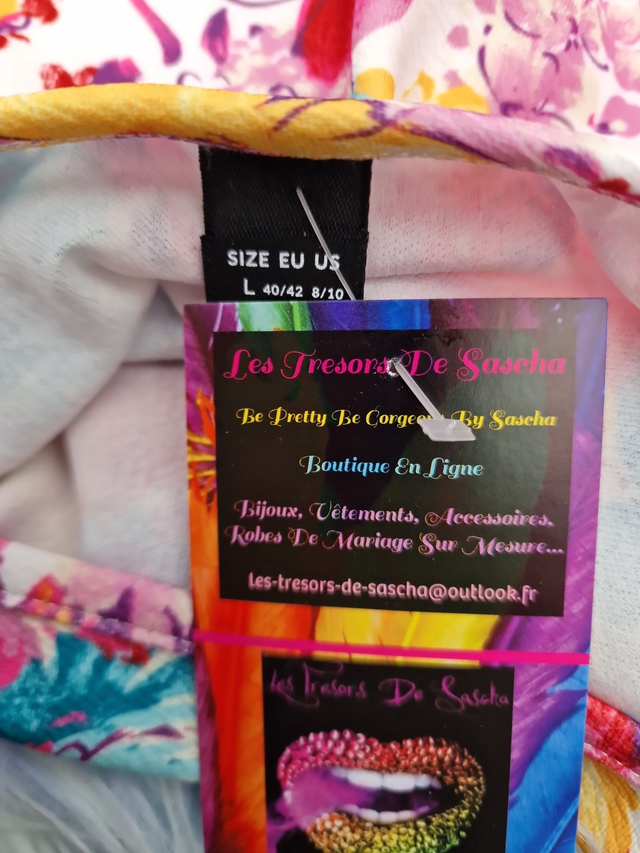 SIZE EU US
L 40/42 8/10
Les Tresors De Sascha
Be Pretty Be By Sascha
Boutique En Ligne
Bijoux, Vêtements, Accessoires.
Robes De Mariage Sur Mesure...
les-tresors-de-sascha@outlook.fr
Les Tresors De Sascha